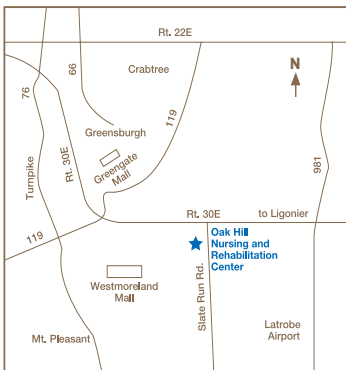 Rt. 22E
66
Crabtree
N
76
119
Greensburgh
Greengate
Mall
Turnpike
Rt. 30E
981
Rt. 30E
to Ligonier
119
Oak Hill
Nursing and
Rehabilitation
Center
Westmoreland
Mall
Slate Run Rd.
Latrobe
Airport
Mt. Pleasant